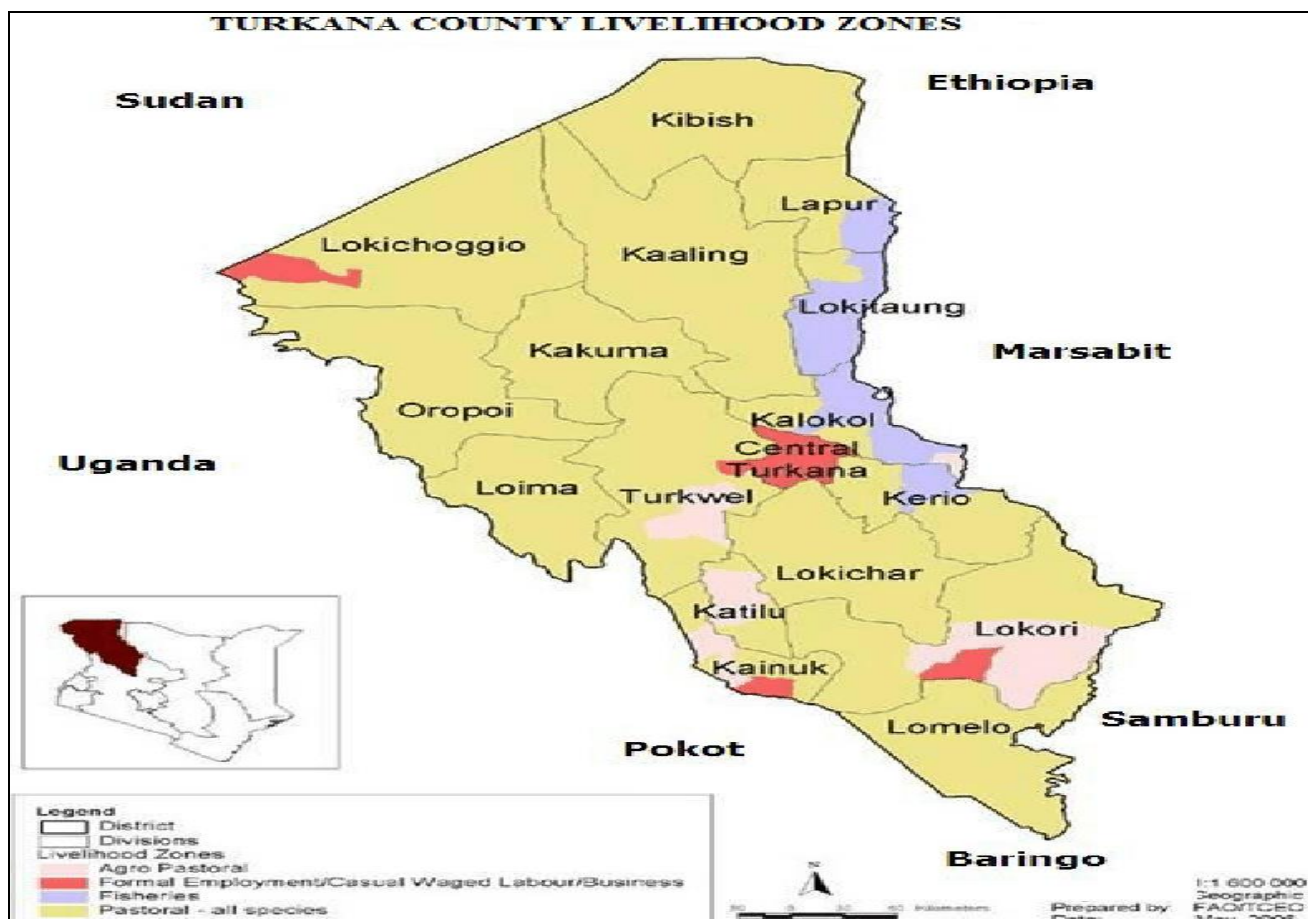 TURKANA COUNTY LIVELIHOOD ZONES
Sudan
Ethiopia
Kibish
Lapur
Lokichoggio
Kaaling
Lokitaung
Marsabit
Kakuma
Oropoi
Kalokol
Central
Turkana
Uganda
Loima
Turkwel
Kerio
Lokichar
Katilu
Lokori
Kainuk
Lomelo
Samburu
Pokot
Baringo
Legend
District
Divisions
Livelihood Zones
Agro Pastoral
Formal Employment/Casual Waged Labour/Business
Fisheries
Pastoral - all species
N
Kilometers
1:1 600 000
Geographic
Prepared by